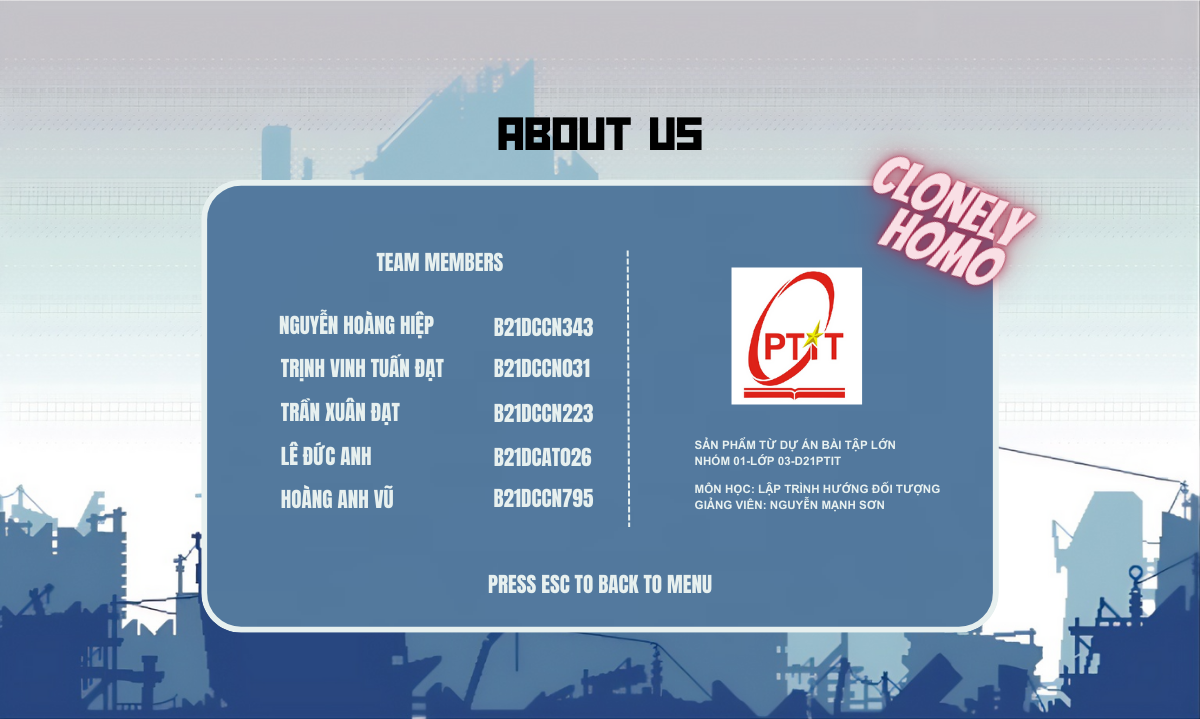 ABOUT US
CLONELY
HOMO
TEAM MEMBERS
NGUYỄN HOÀNG HIỆP B21DCCN343
TRỊNH VINH TUẤN ĐẠT B21DCCN031
TRẦN XUÂN ĐẠT B21DCCN223
LÊ ĐỨC ANH B21DCAT026
HOÀNG ANH VŨ B21DCCN795
PTIT
SẢN PHẨM TỪ DỰ ÁN BÀI TẬP LỚN
NHÓM 01-LỚP 03-D21PTIT
MÔN HỌC: LẬP TRÌNH HƯỚNG ĐỐI TƯỢNG
GIẢNG VIÊN: NGUYỄN MẠNH SƠN
PRESS ESC TO BACK TO MENU